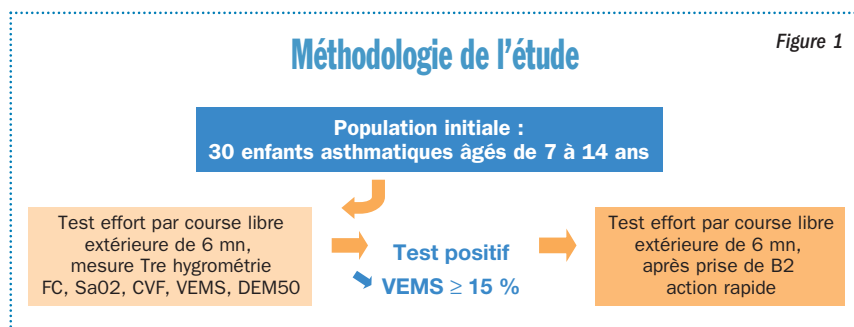 Méthodologie de l'étude
Figure 1
Population initiale :
30 enfants asthmatiques âgés de 7 à 14 ans
Test effort par course libre
extérieure de 6 mn,
mesure Tre hygrométrie
FC, Sa02, CVF, VEMS, DEM50
Test positif
VEMS ≥ 15 %
Test effort par course libre
extérieure de 6 mn,
après prise de B2
action rapide